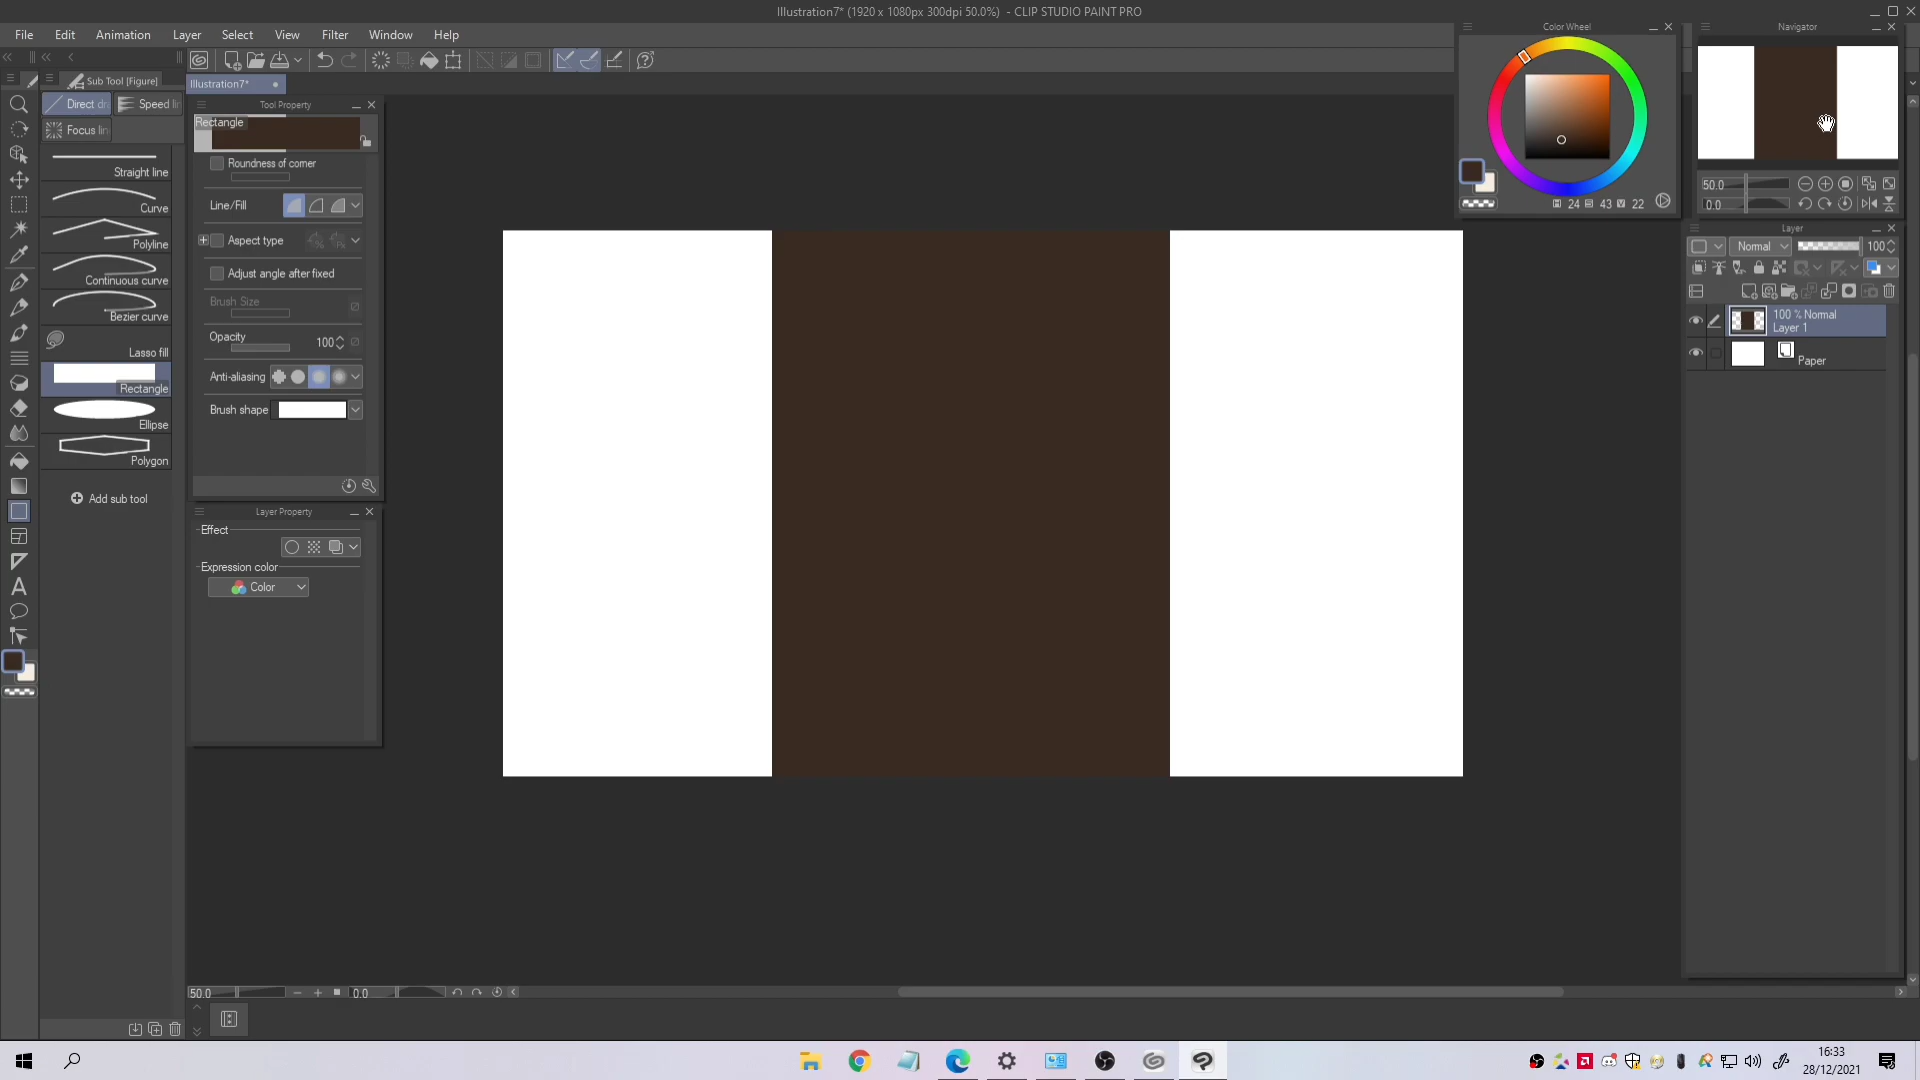 Illustration7* (1920 x 1080px 300dpi 50.0%) - CLIP STUDIO PAINT PRO
File Edit Animation Layer Select View Filter Window Help
Color Wheel
Navigator
Sub Tool [Figure]
Illustration7*
Direct dr
Speed li
Focus lin
Tool Property
Rectangle
Roundness of corner
Line/Fill
Aspect type
Adjust angle after fixed
Brush Size
Opacity 100
Anti-aliasing
Brush shape
Straight line
Curve
Polyline
Continuous curve
Bezier curve
Lasso fill
Rectangle
Ellipse
Polygon
Add sub tool
Layer Property
Effect
Expression color
Color
24 43 22
50.0
0.0
Layer
Normal 100
100 % Normal
Layer 1
Paper
50.0 0.0
16:33
28/12/2021